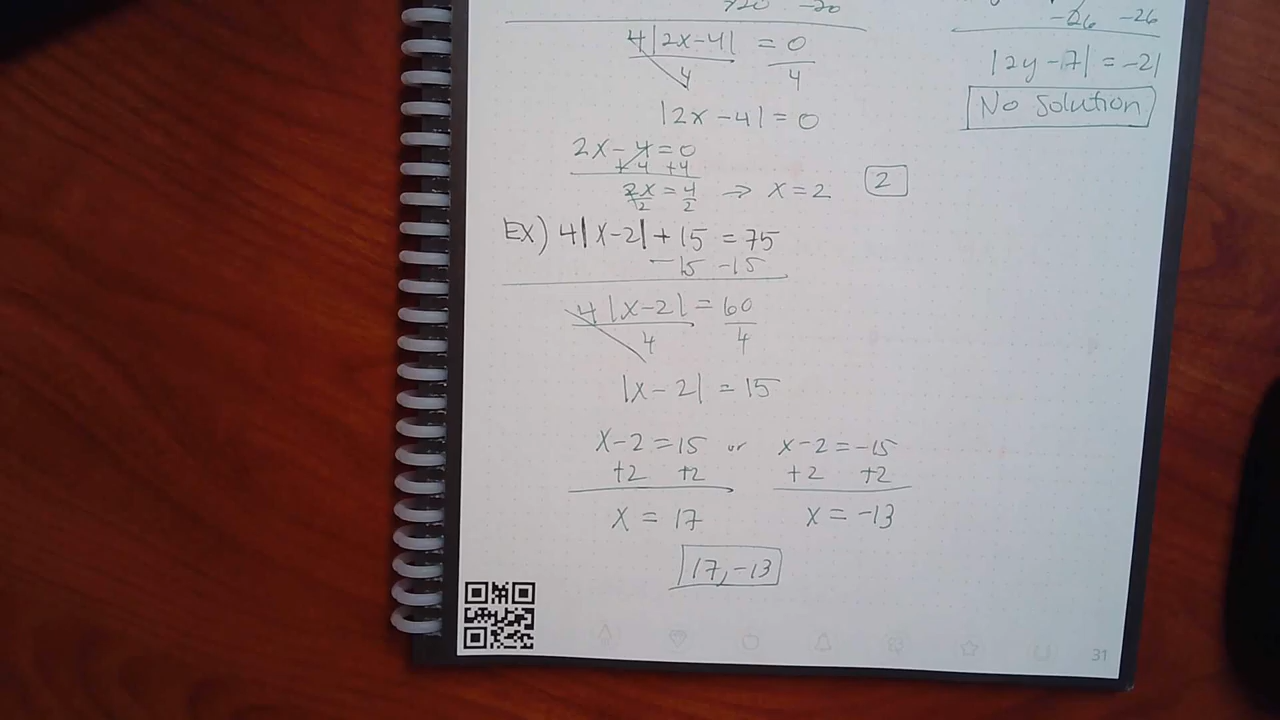 -20
4|2x-4| = 0
4 4
|2x-4| = 0
2x-4=0
+4 +4
2x = 4 ⇒ x = 2 2
2 2
-26 -26
|2y-7| = -21
No Solution
EX) 4|x-2| + 15 = 75
-15 -15
4|x-2| = 60
4 4
|x-2| = 15
x-2=15 or x-2=-15
+2 +2 +2 +2
x = 17 x = -13
17, -13
31